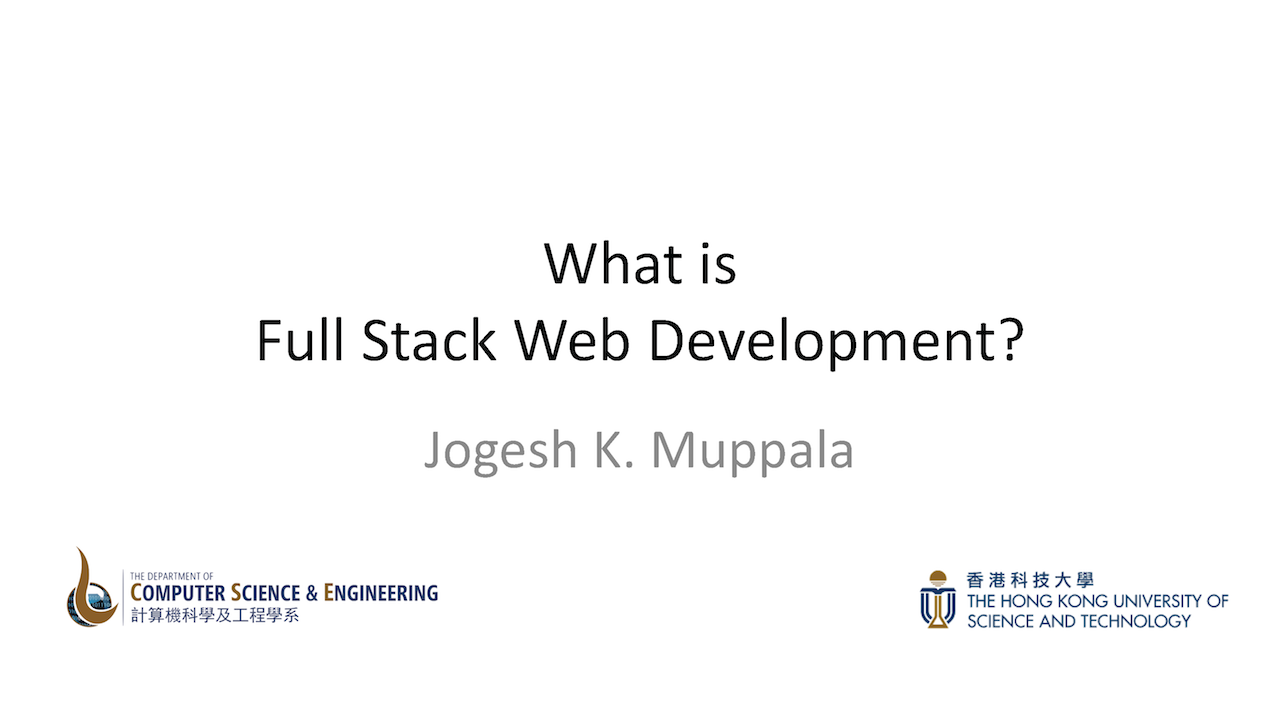 What is
Full Stack Web Development?
Jogesh K. Muppala
THE DEPARTMENT OF
COMPUTER SCIENCE & ENGINEERING
計算機科學及工程學系
香港科技大學
THE HONG KONG UNIVERSITY OF
SCIENCE AND TECHNOLOGY